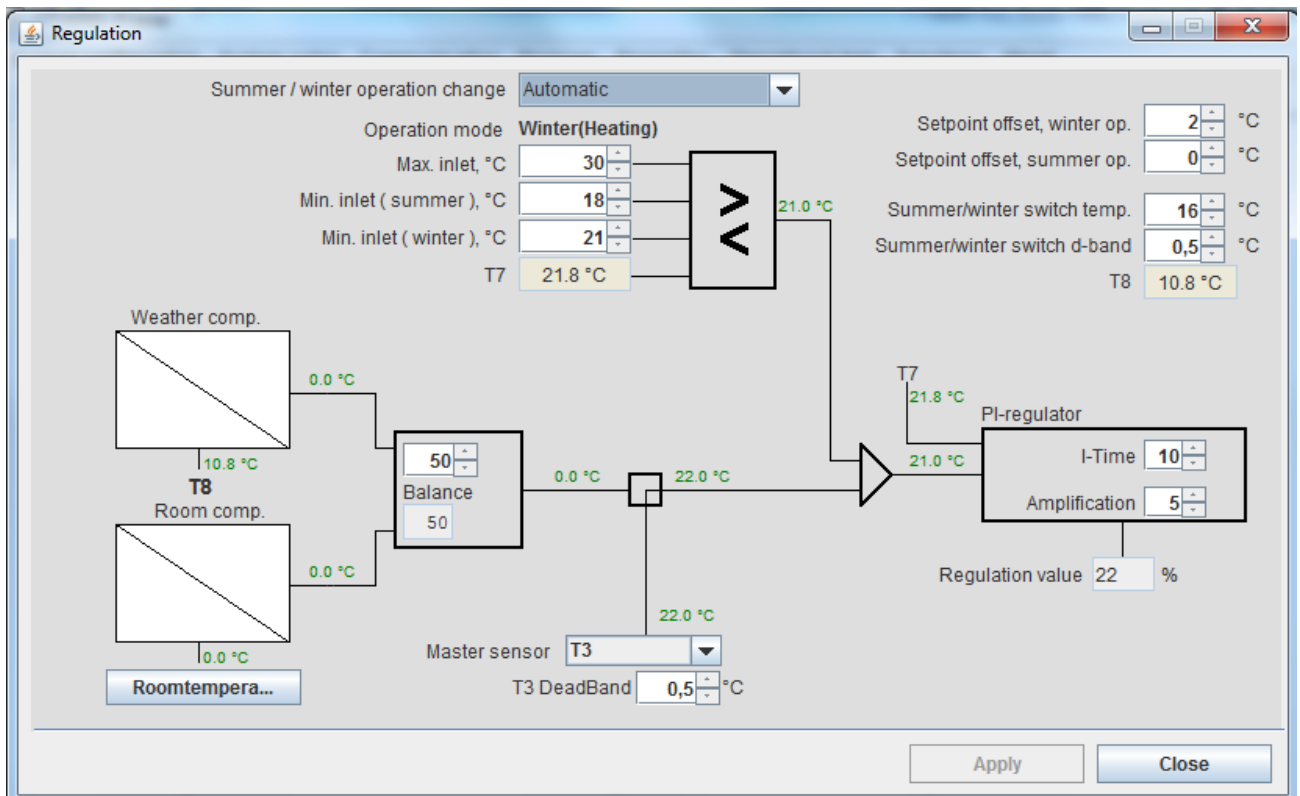 Regulation
Summer / winter operation change Automatic
Operation mode Winter(Heating)
Setpoint offset, winter op. 2 °C
Max. inlet, °C 30
Setpoint offset, summer op. 0 °C
Min. inlet ( summer ), °C 18
> 21.0 °C
Summer/winter switch temp. 16 °C
Min. inlet ( winter ), °C 21
<
Summer/winter switch d-band 0,5 °C
T7 21.8 °C
T8 10.8 °C
Weather comp.
0.0 °C
T7
21.8 °C
PI-regulator
10.8 °C
T8
50
Balance
50
0.0 °C
22.0 °C
21.0 °C
I-Time 10
Amplification 5
Room comp.
0.0 °C
Regulation value 22 %
22.0 °C
0.0 °C
Master sensor T3
Roomtempera...
T3 DeadBand 0,5 °C
Apply
Close